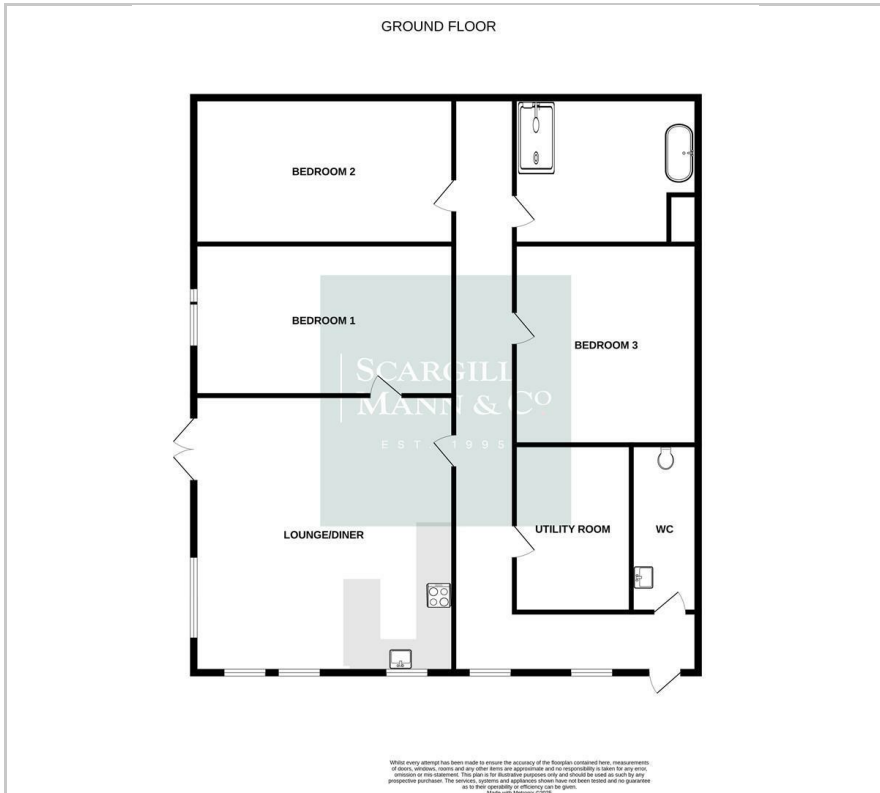 GROUND FLOOR
BEDROOM 2
BEDROOM 1
BEDROOM 3
SCARGILL
MANN & CO
EST 1995
LOUNGE/DINER
UTILITY ROOM
WC
Whilst every attempt has been made to ensure the accuracy of the floorplan contained here, measurements
of doors, windows, rooms and any other items are approximate and no responsibility is taken for any error,
omission or mis-statement. This plan is for illustrative purposes only and should be used as such by any
prospective purchaser. The services, systems and appliances shown have not been tested and no guarantee
as to their operability or efficiency can be given.
Made with Metropix ©2025